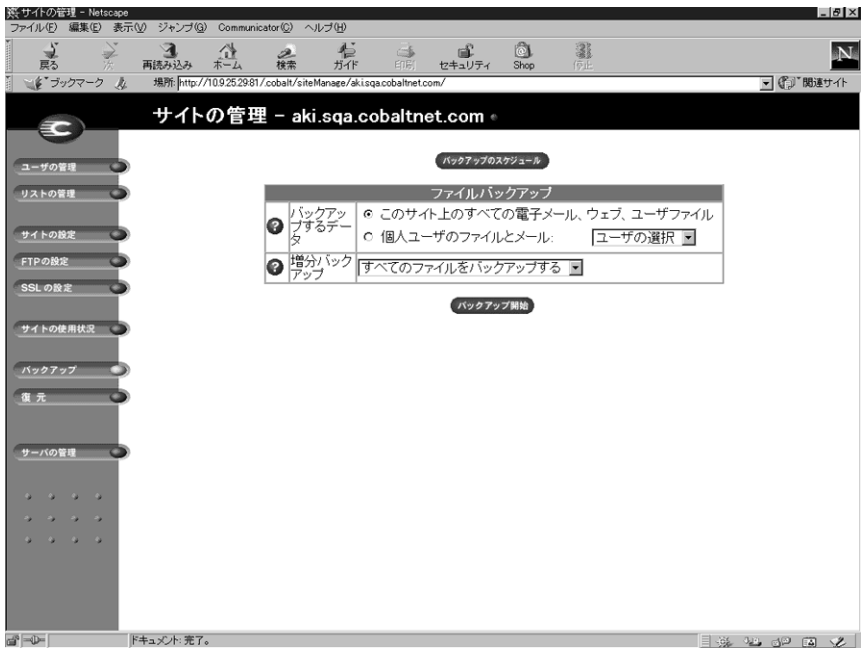 サイトの管理 - Netscape
ファイル(F) 編集(E) 表示(V) ジャンプ(G) Communicator(C) ヘルプ(H)
戻る 次 再読み込み ホーム 検索 ガイド 印刷 セキュリティ Shop 停止
N
ブックマーク 場所: http://10.9.25.29:81/.cobalt/siteManage/aki.sqa.cobaltnet.com/ 関連サイト
サイトの管理 - aki.sqa.cobaltnet.com
ユーザの管理
リストの管理
サイトの設定
FTPの設定
SSLの設定
サイトの使用状況
バックアップ
復元
サーバの管理
バックアップのスケジュール
ファイルバックアップ
バックアップするデータ
このサイト上のすべての電子メール、ウェブ、ユーザファイル
個人ユーザのファイルとメール: ユーザの選択
増分バックアップ
すべてのファイルをバックアップする
バックアップ開始
ドキュメント: 完了。